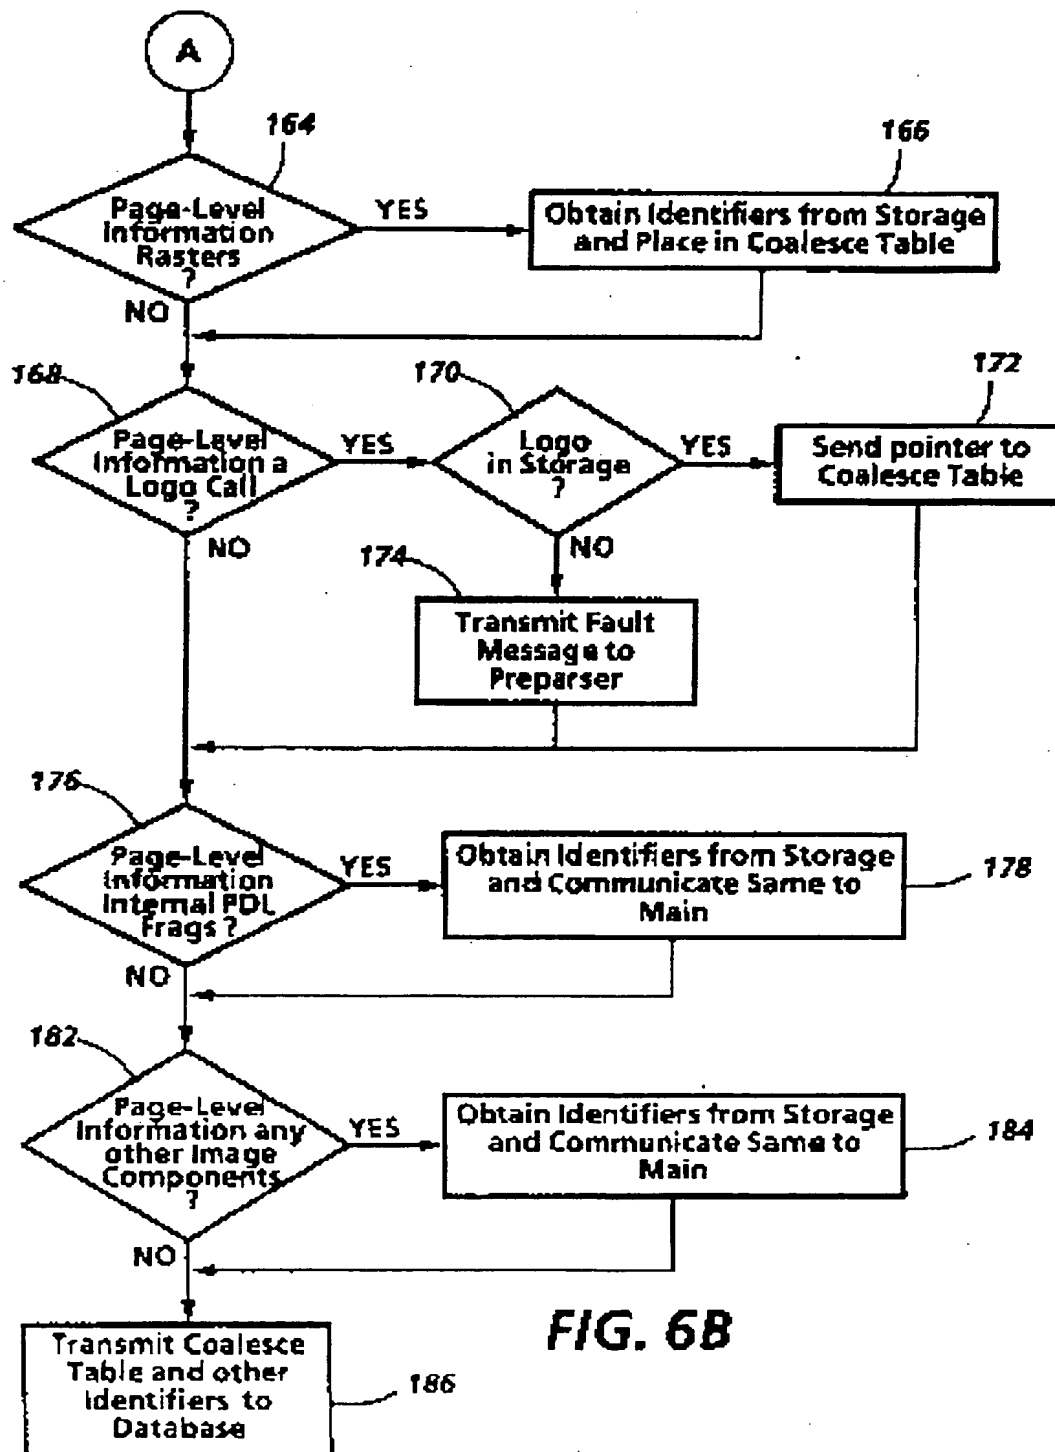 A
164
166
Page-Level
Information
Rasters
?
YES
Obtain Identifiers from Storage
and Place in Coalesce Table
NO
168
170
172
Page-Level
Information a
Logo Call
?
YES
Logo
in Storage
?
YES
Send pointer to
Coalesce Table
NO
NO
174
Transmit Fault
Message to
Preparser
176
Page-Level
Information
Internal PDL
Frags ?
YES
Obtain Identifiers from Storage
and Communicate Same to
Main
178
NO
182
Page-Level
Information any
other Image
Components
?
YES
Obtain Identifiers from Storage
and Communicate Same to
Main
184
NO
FIG. 6B
Transmit Coalesce
Table and other
Identifiers to
Database
186